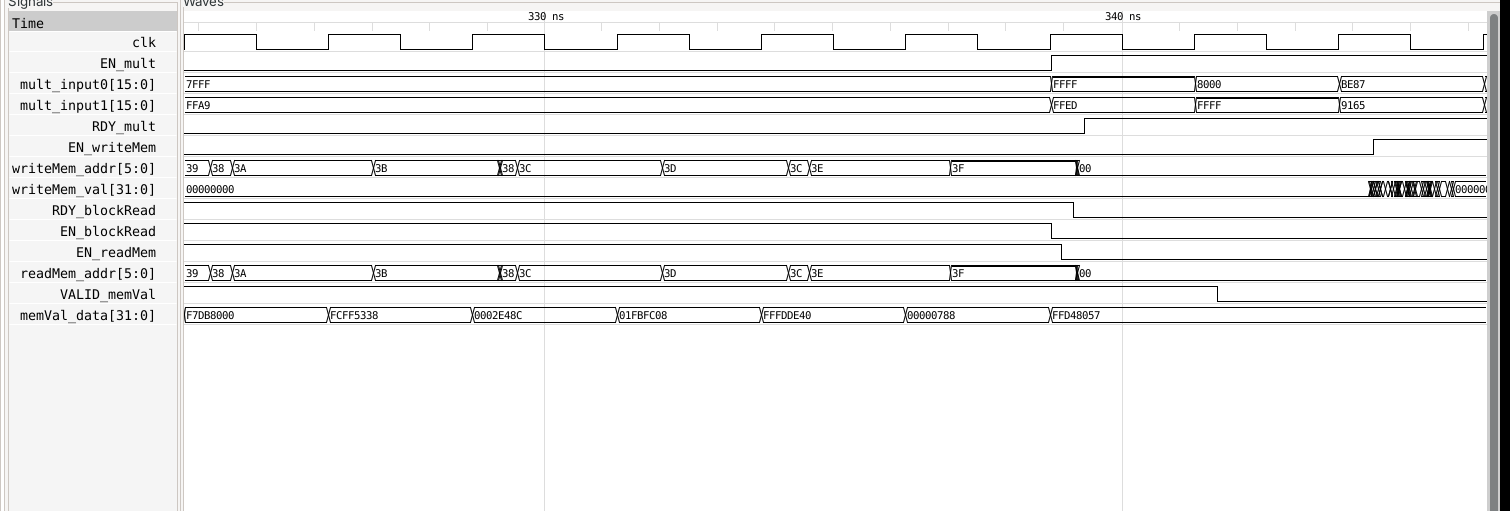 Signals
Waves
Time 330 ns 340 ns
clk
EN_mult
mult_input0[15:0] 7FFF FFFF 8000 BE87
mult_input1[15:0] FFA9 FFED FFFF 9165
RDY_mult
EN_writeMem
writeMem_addr[5:0] 39 38 3A 3B 38 3C 3D 3C 3E 3F 00
writeMem_val[31:0] 00000000 000000
RDY_blockRead
EN_blockRead
EN_readMem
readMem_addr[5:0] 39 38 3A 3B 38 3C 3D 3C 3E 3F 00
VALID_memVal
memVal_data[31:0] F7DB8000 FCFF5338 0002E48C 01FBFC08 FFFDDE40 00000788 FFD48057